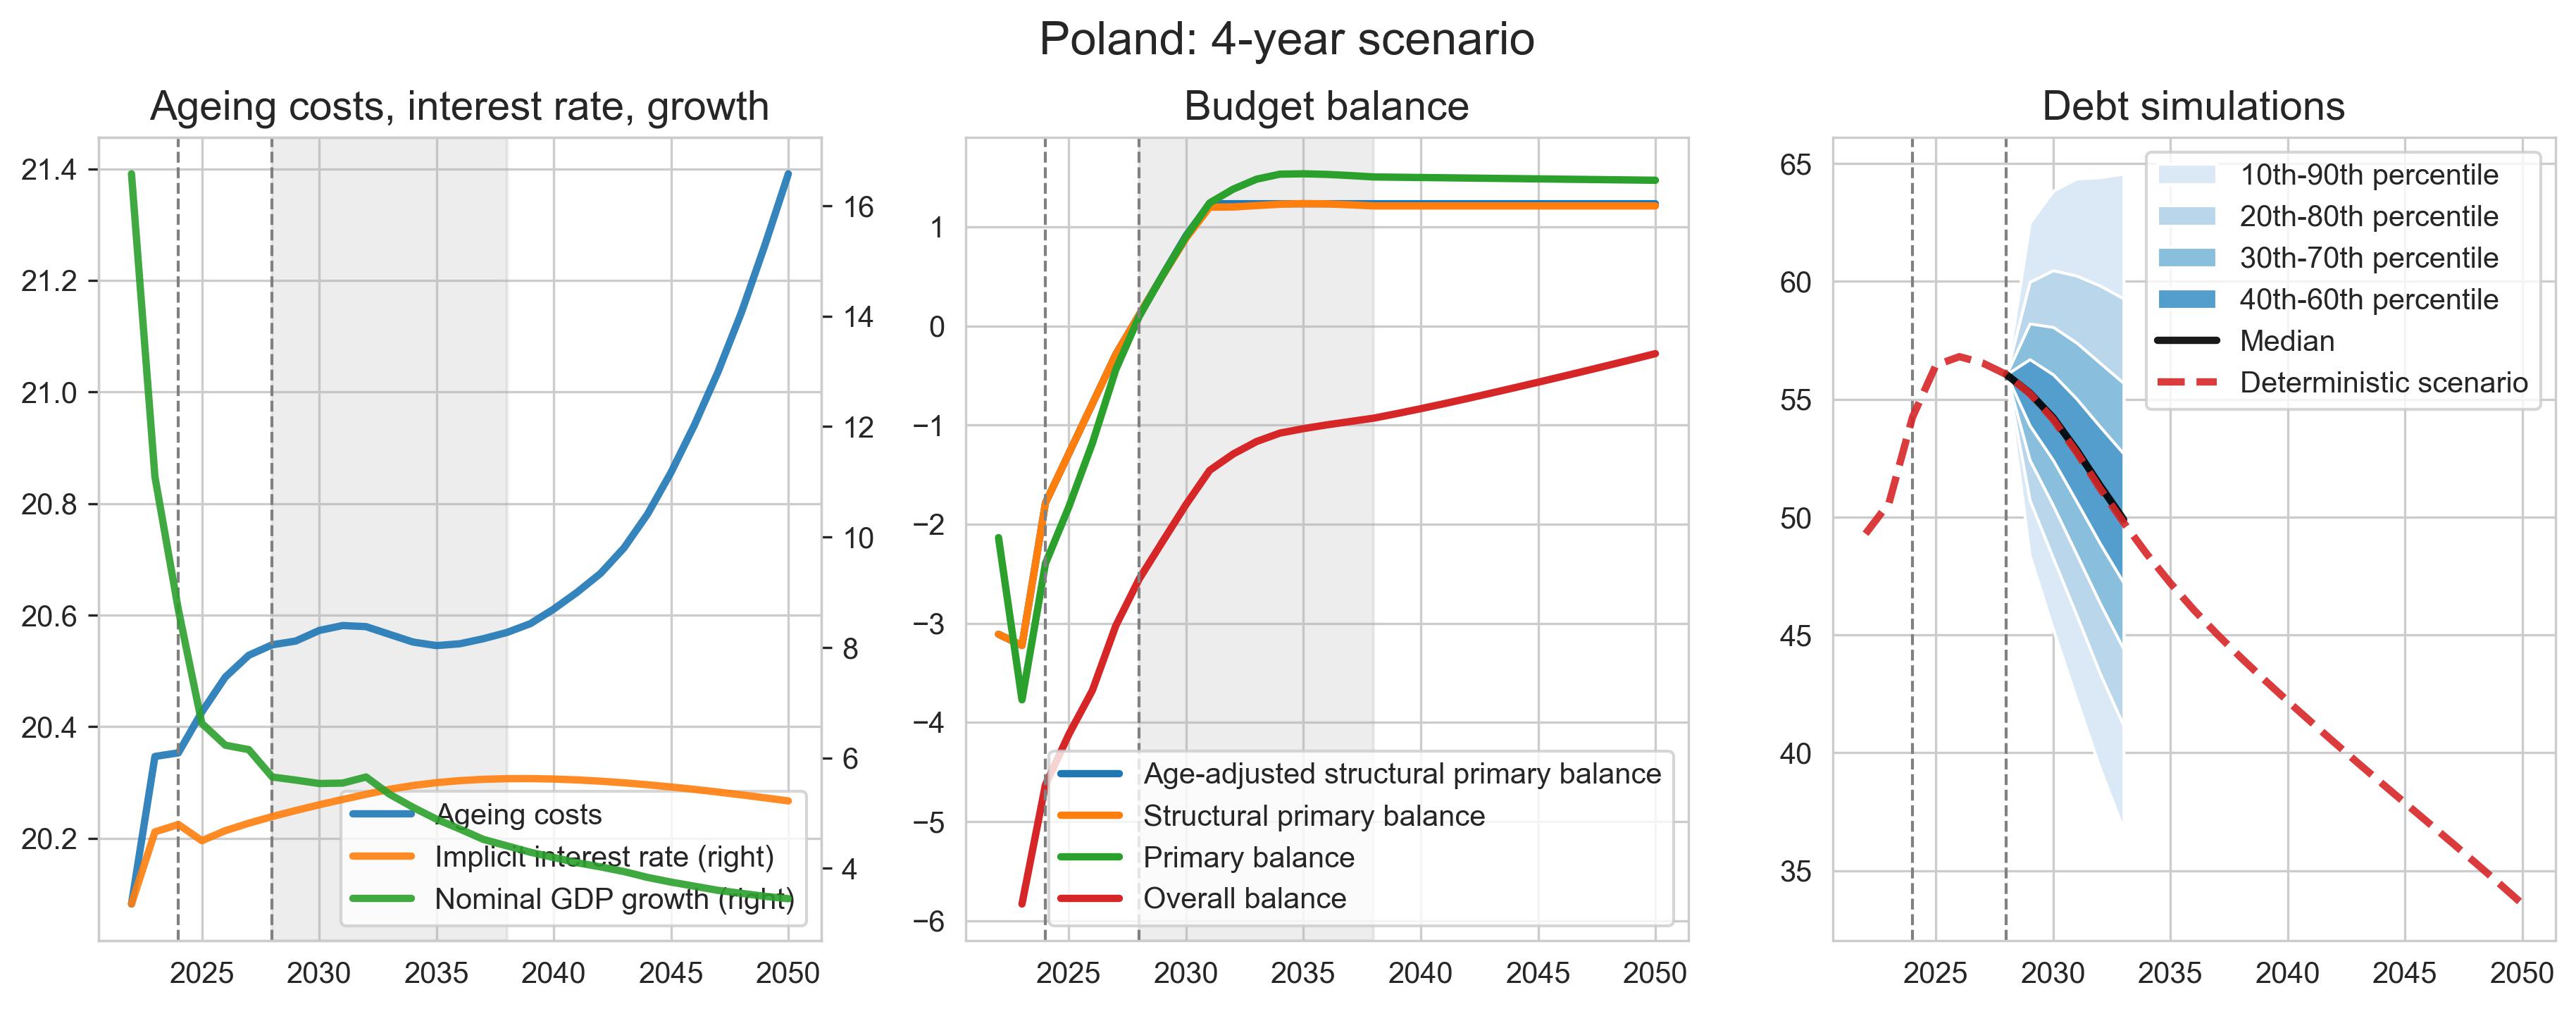 Poland: 4-year scenario
Ageing costs, interest rate, growth
21.4
21.2
21.0
20.8
20.6
20.4
20.2
16
14
12
10
8
6
4
Ageing costs
Implicit interest rate (right)
Nominal GDP growth (right)
2025 2030 2035 2040 2045 2050
Budget balance
1
0
−1
−2
−3
−4
−5
−6
Age-adjusted structural primary balance
Structural primary balance
Primary balance
Overall balance
2025 2030 2035 2040 2045 2050
Debt simulations
65
60
55
50
45
40
35
10th-90th percentile
20th-80th percentile
30th-70th percentile
40th-60th percentile
Median
Deterministic scenario
2025 2030 2035 2040 2045 2050